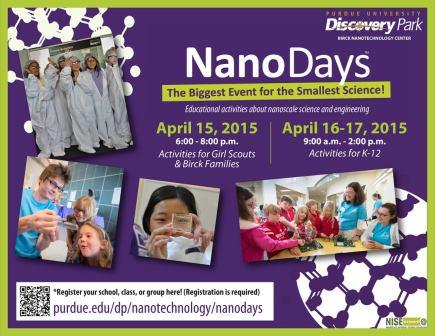 PURDUE UNIVERSITY
Discovery Park
BIRCK NANOTECHNOLOGY CENTER
NanoDays™
The Biggest Event for the Smallest Science!
Educational activities about nanoscale science and engineering
April 15, 2015
6:00 - 8:00 p.m.
Activities for Girl Scouts
& Birck Families
April 16-17, 2015
9:00 a.m. - 2:00 p.m.
Activities for K-12
*Register your school, class, or group here! (Registration is required)
purdue.edu/dp/nanotechnology/nanodays
NISE